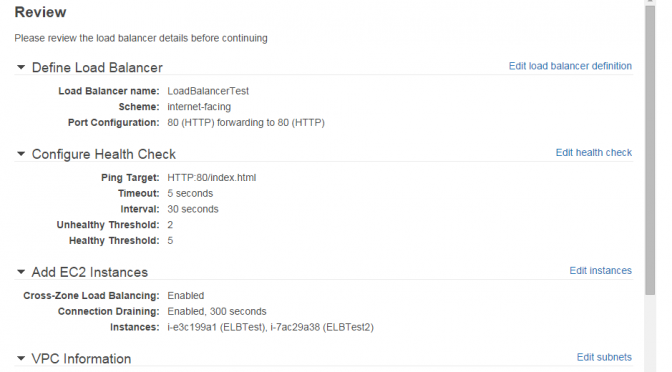 Review
Please review the load balancer details before continuing
Define Load Balancer Edit load balancer definition
Load Balancer name: LoadBalancerTest
Scheme: internet-facing
Port Configuration: 80 (HTTP) forwarding to 80 (HTTP)
Configure Health Check Edit health check
Ping Target: HTTP:80/index.html
Timeout: 5 seconds
Interval: 30 seconds
Unhealthy Threshold: 2
Healthy Threshold: 5
Add EC2 Instances Edit instances
Cross-Zone Load Balancing: Enabled
Connection Draining: Enabled, 300 seconds
Instances: i-e3c199a1 (ELBTest), i-7ac29a38 (ELBTest2)
VPC Information Edit subnets